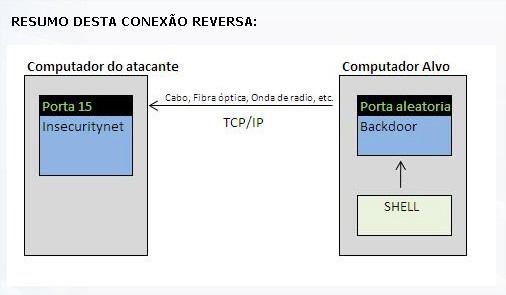 RESUMO DESTA CONEXÃO REVERSA:
Computador do atacante
Computador Alvo
Porta 15
Insecuritynet
Cabo, Fibra óptica, Onda de radio, etc.
TCP/IP
Porta aleatoria
Backdoor
SHELL